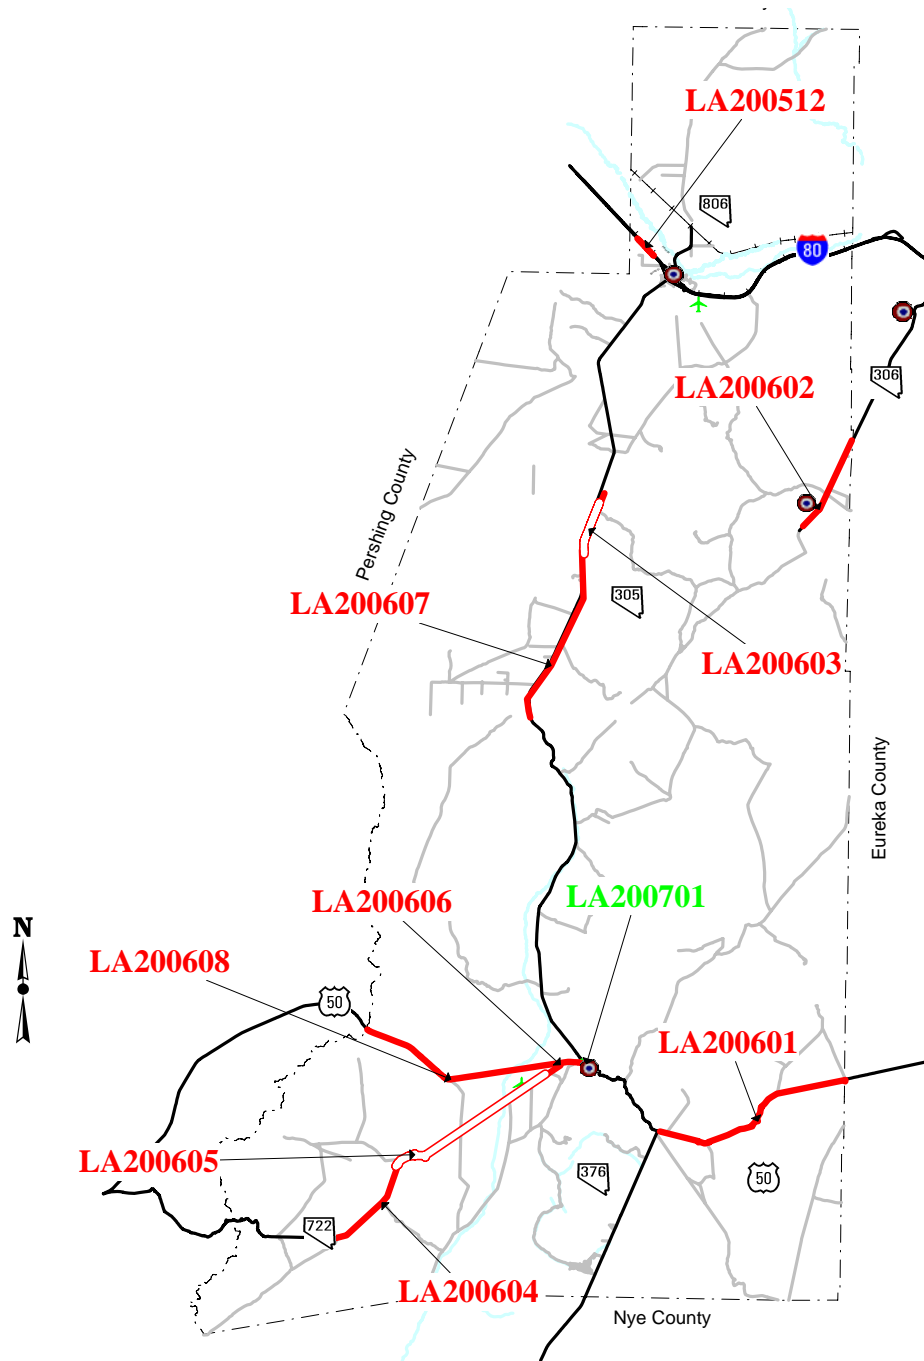 LA200512
806
80
LA200602
306
Pershing County
LA200607
305
LA200603
Eureka County
LA200606
LA200701
N
LA200608
50
LA200601
LA200605
376
50
722
LA200604
Nye County